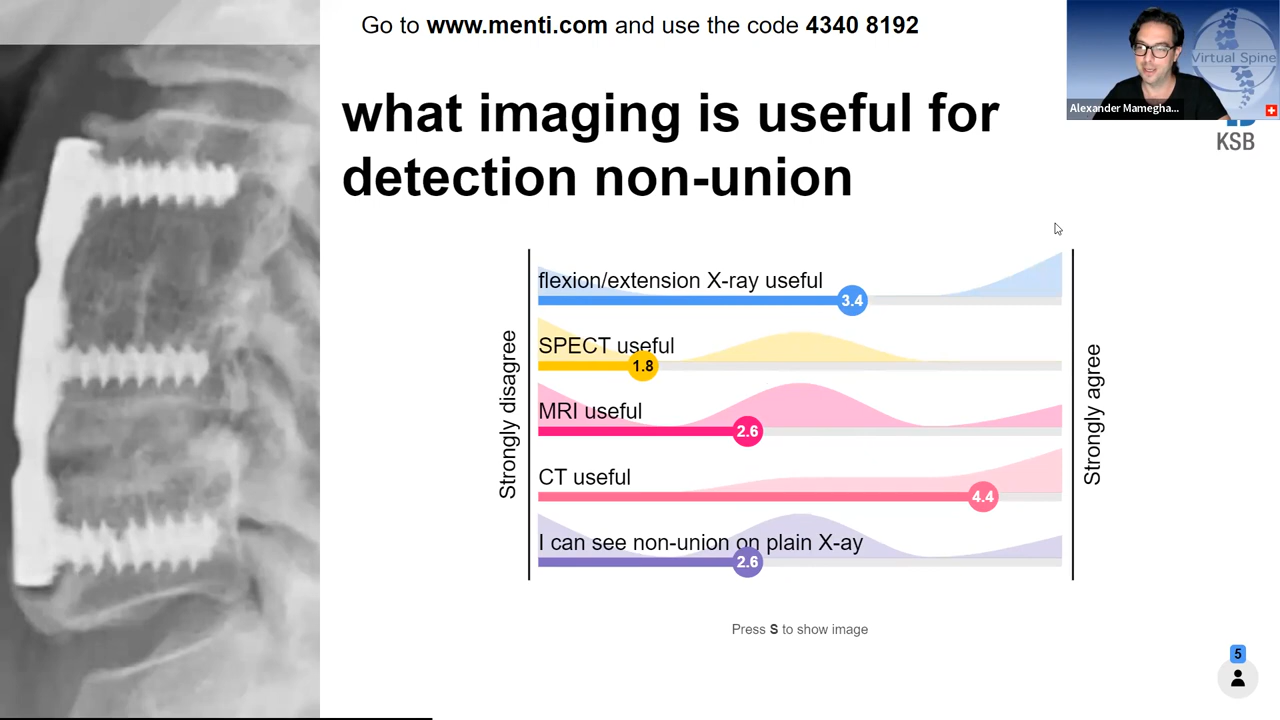 Go to www.menti.com and use the code 4340 8192
Virtual Spine
Alexander Mamegha...
KSB
what imaging is useful for
detection non-union
Strongly disagree
flexion/extension X-ray useful
3.4
SPECT useful
1.8
MRI useful
2.6
CT useful
4.4
I can see non-union on plain X-ay
2.6
Strongly agree
Press S to show image
5